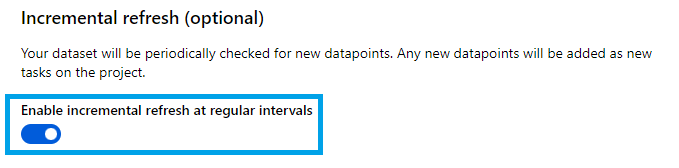 Incremental refresh (optional)
Your dataset will be periodically checked for new datapoints. Any new datapoints will be added as new
tasks on the project.
Enable incremental refresh at regular intervals